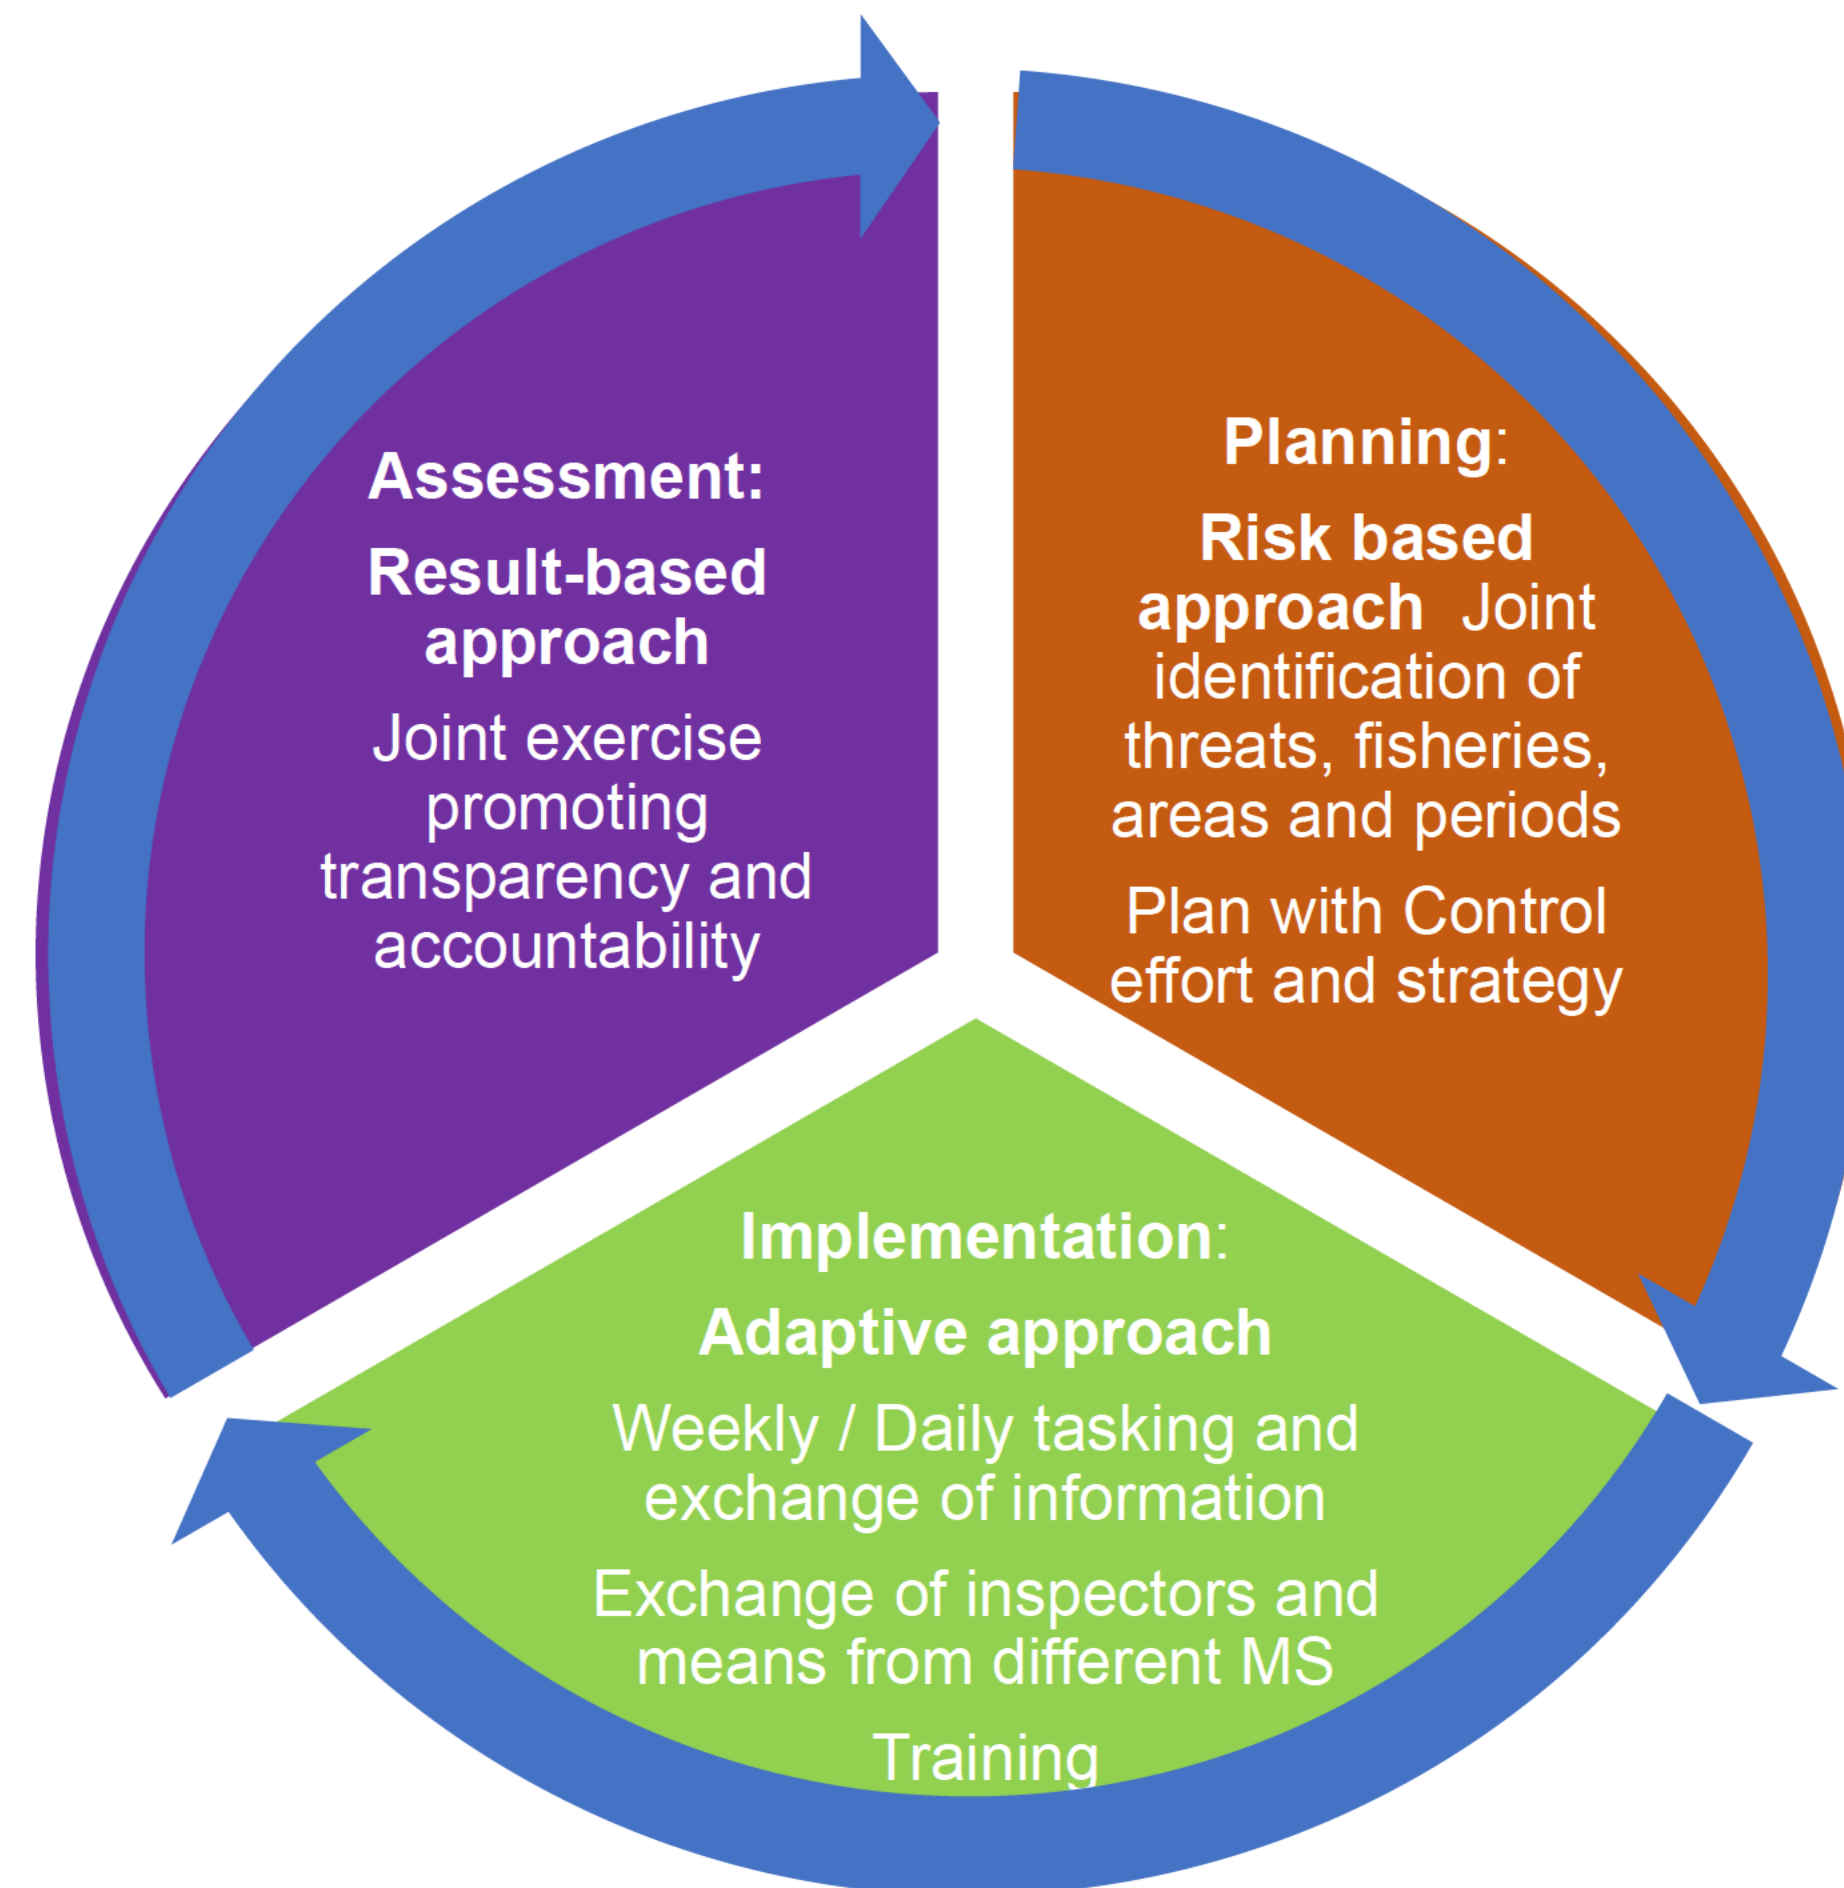 Assessment:
Result-based
approach
Joint exercise
promoting
transparency and
accountability
Planning:
Risk based
approach  Joint
identification of
threats, fisheries,
areas and periods
Plan with Control
effort and strategy
Implementation:
Adaptive approach
Weekly / Daily tasking and
exchange of information
Exchange of inspectors and
means from different MS
Training